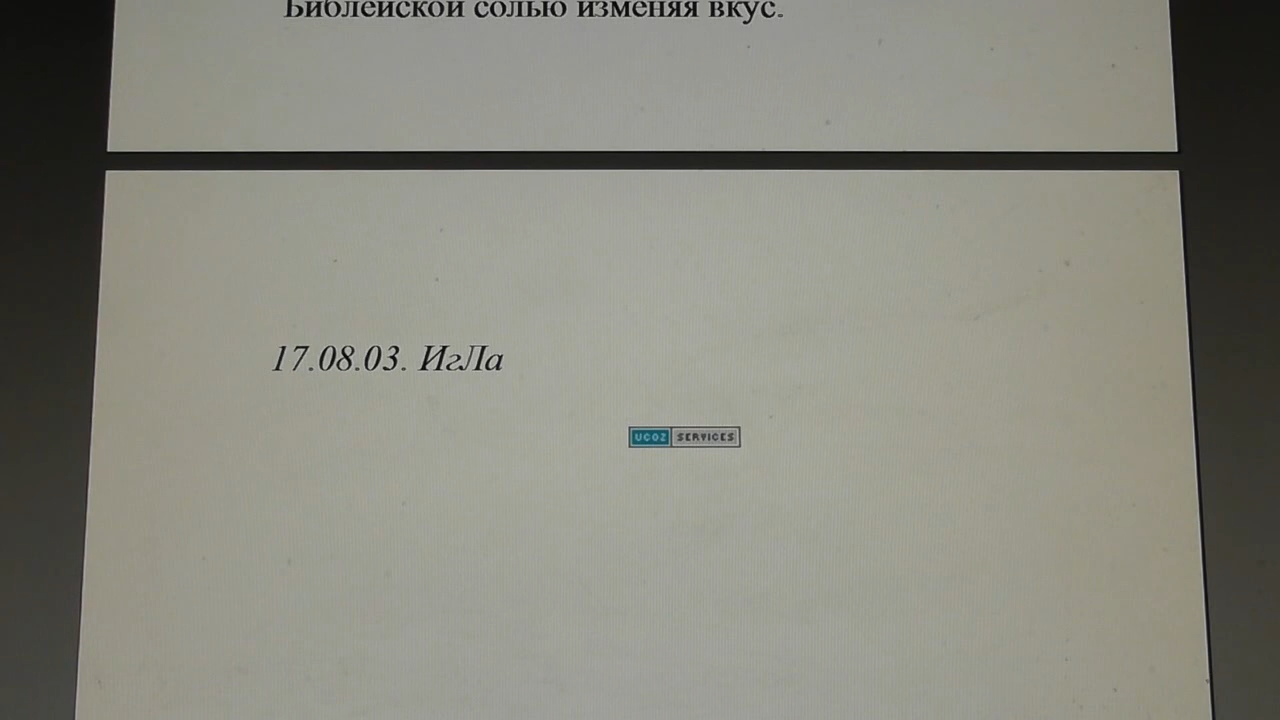 Библейской солью изменяя вкус.
17.08.03. ИгЛа
UCOZ SERVICES